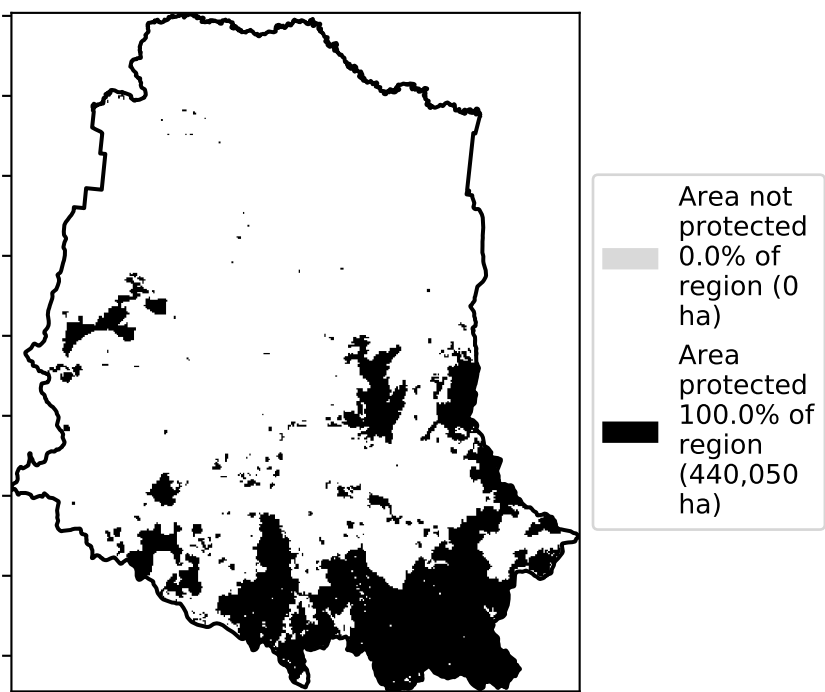 Area not
protected
0.0% of
region (0
ha)
Area
protected
100.0% of
region
(440,050
ha)